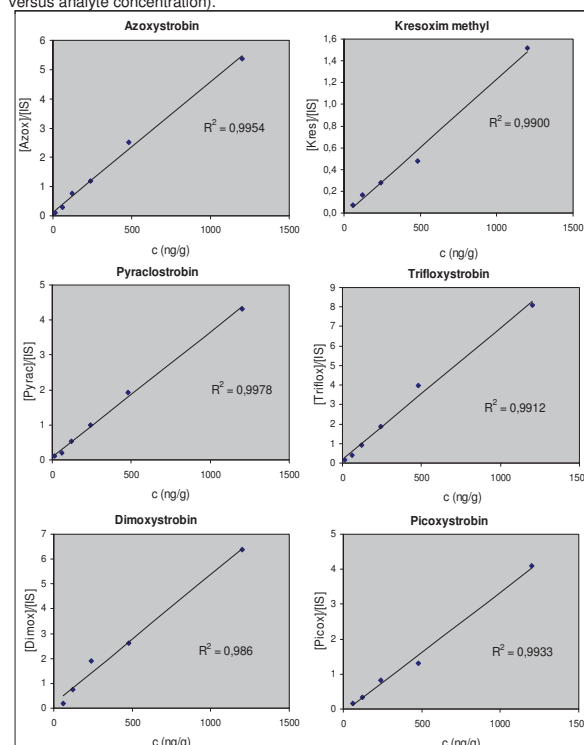 versus analyte concentration).
Azoxystrobin
6
5
4
3
2
1
0
[Azox]/[IS]
R² = 0,9954
0 500 1000 1500
c (ng/g)
Kresoxim methyl
1,6
1,4
1,2
1,0
0,8
0,6
0,4
0,2
0,0
[Kres]/[IS]
R² = 0,9900
0 500 1000 1500
c (ng/g)
Pyraclostrobin
5
4
3
2
1
0
[Pyrac]/[IS]
R² = 0,9978
0 500 1000 1500
c (ng/g)
Trifloxystrobin
9
8
7
6
5
4
3
2
1
0
[Triflox]/[IS]
R² = 0,9912
0 500 1000 1500
c (ng/g)
Dimoxystrobin
7
6
5
4
3
2
1
0
[Dimox]/[IS]
R² = 0,986
0 500 1000 1500
c (ng/g)
Picoxystrobin
5
4
3
2
1
0
[Picox]/[IS]
R² = 0,9933
0 500 1000 1500
c (ng/g)